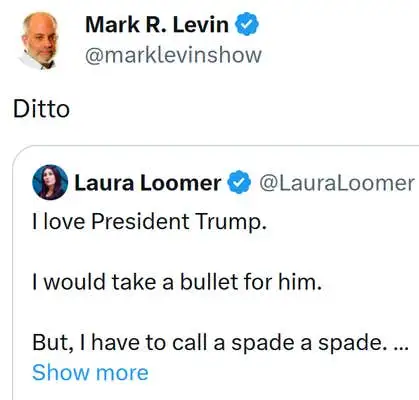 Mark R. Levin
@marklevinshow
Ditto
Laura Loomer @LauraLoomer
I love President Trump.
I would take a bullet for him.
But, I have to call a spade a spade. ...
Show more